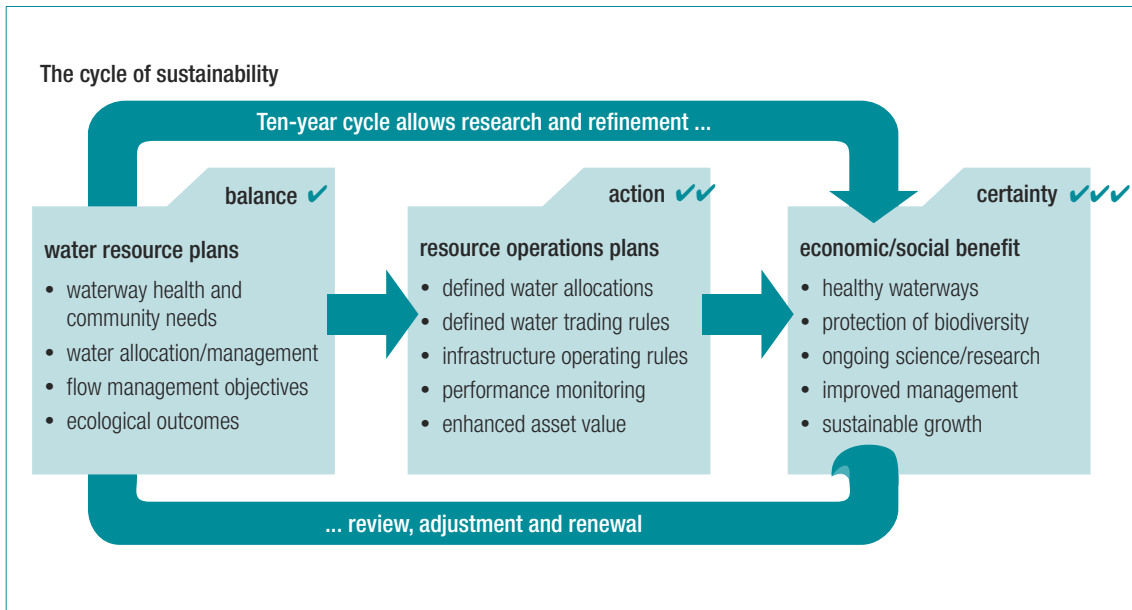 The cycle of sustainability
Ten-year cycle allows research and refinement ...
balance ✔
water resource plans
• waterway health and
community needs
• water allocation/management
• flow management objectives
• ecological outcomes
action ✔✔
resource operations plans
• defined water allocations
• defined water trading rules
• infrastructure operating rules
• performance monitoring
• enhanced asset value
certainty ✔✔✔
economic/social benefit
• healthy waterways
• protection of biodiversity
• ongoing science/research
• improved management
• sustainable growth
... review, adjustment and renewal